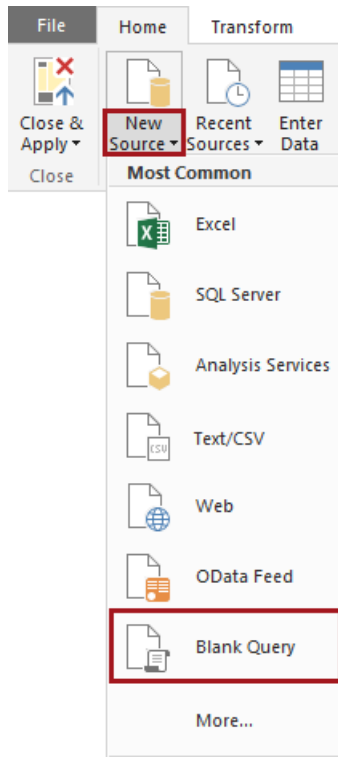 File Home Transform
Close & New Recent Enter
Apply Source Sources Data
Close Most Common
X
Excel
SQL Server
Analysis Services
CSV
Text/CSV
Web
OData Feed
Blank Query
More...